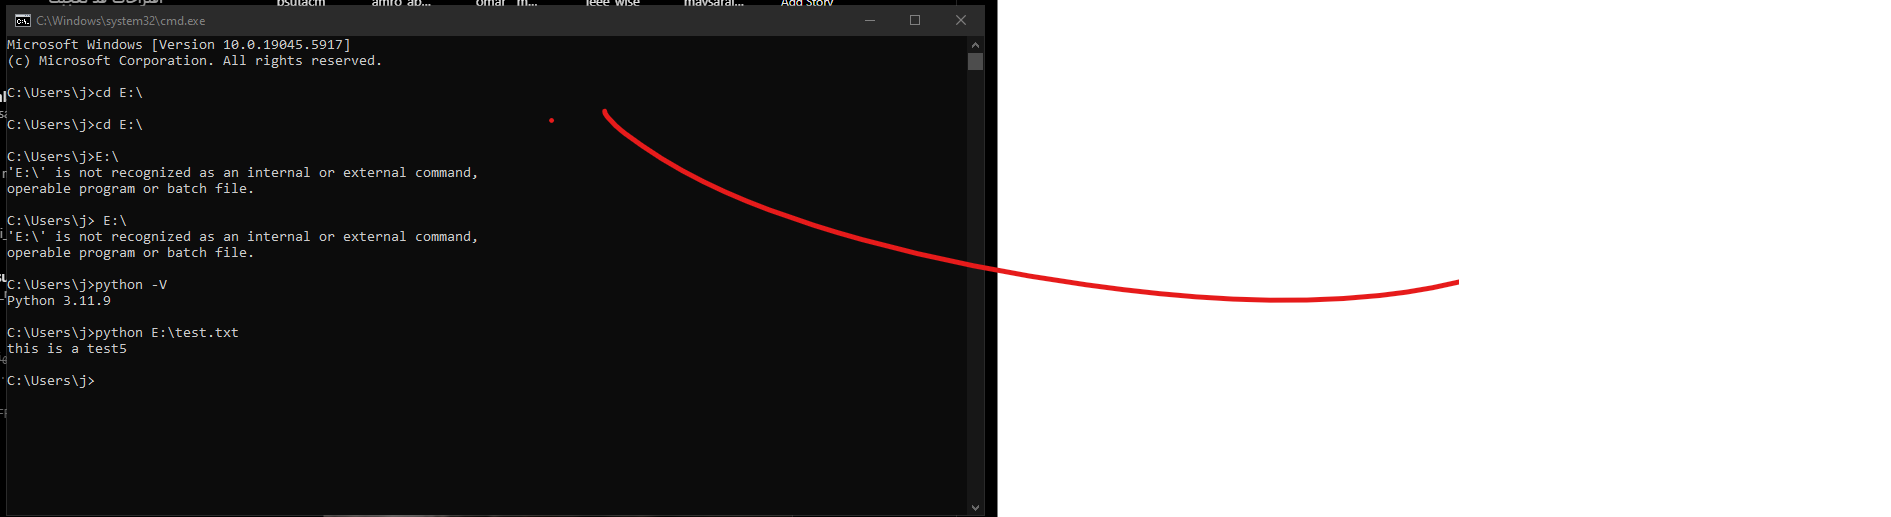 C:\Windows\system32\cmd.exe
Microsoft Windows [Version 10.0.19045.5917]
(c) Microsoft Corporation. All rights reserved.
C:\Users\j>cd E:\
C:\Users\j>cd E:\
C:\Users\j>E:\
'E:\' is not recognized as an internal or external command,
operable program or batch file.
C:\Users\j> E:\
'E:\' is not recognized as an internal or external command,
operable program or batch file.
C:\Users\j>python -V
Python 3.11.9
C:\Users\j>python E:\test.txt
this is a test5
C:\Users\j>